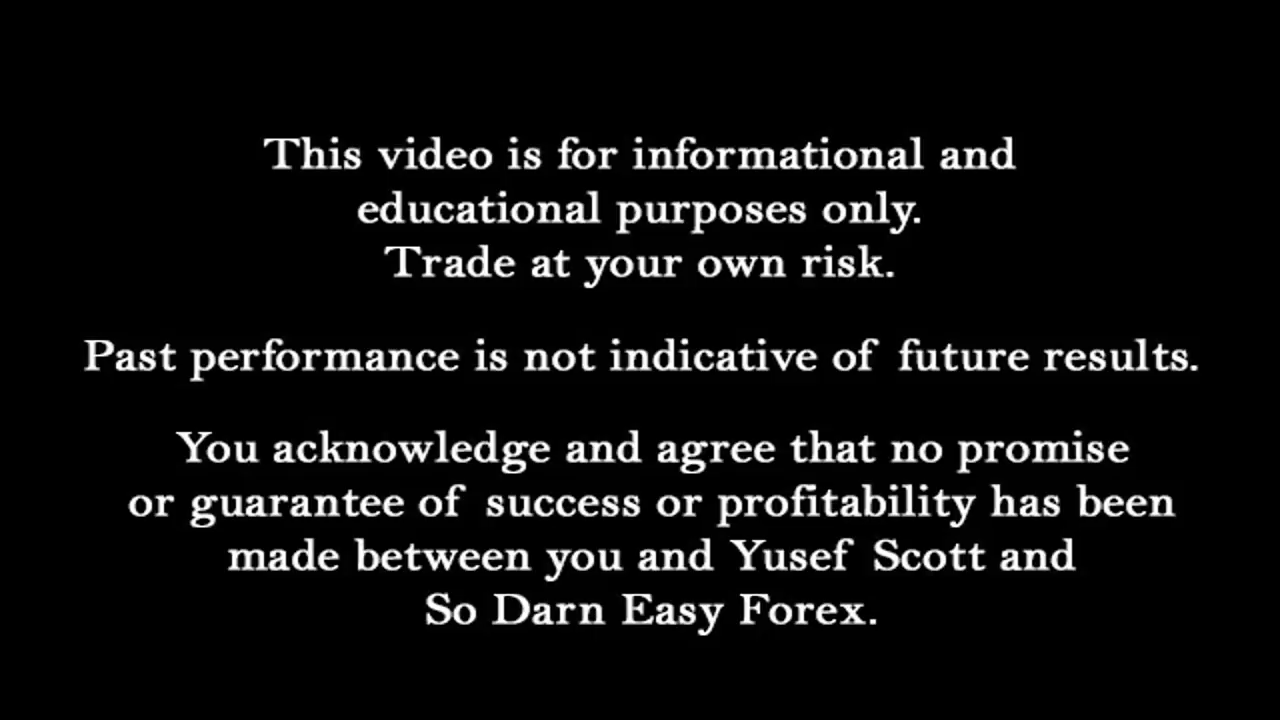 This video is for informational and
educational purposes only.
Trade at your own risk.
Past performance is not indicative of future results.
You acknowledge and agree that no promise
or guarantee of success or profitability has been
made between you and Yusef Scott and
So Darn Easy Forex.